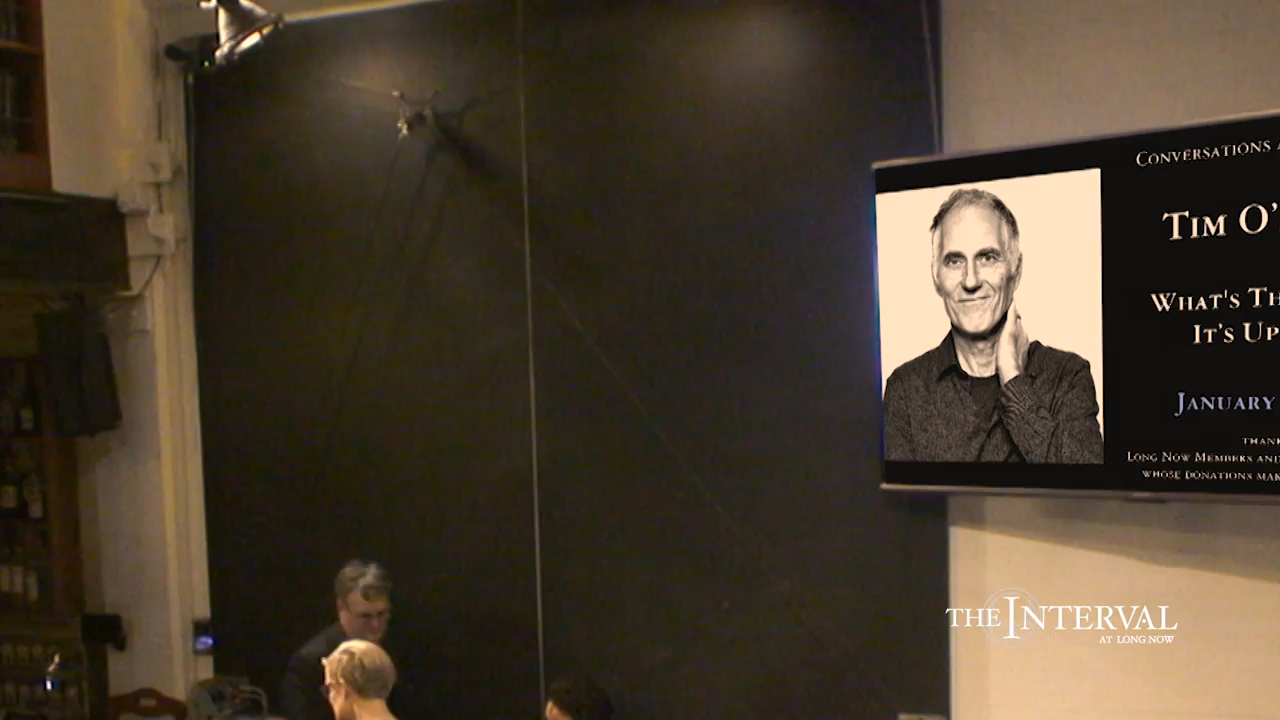 CONVERSATIONS
TIM O'
WHAT'S TH
IT'S UP
JANUARY
THANK
LONG NOW MEMBERS AND
WHOSE DONATIONS MAK
THE INTERVAL
AT LONG NOW